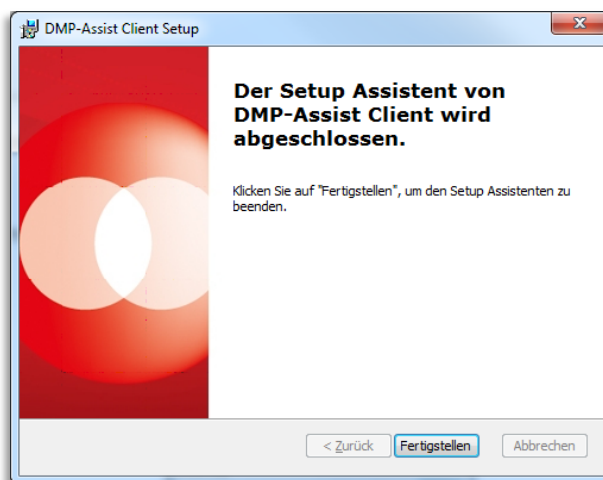 DMP-Assist Client Setup
Der Setup Assistent von
DMP-Assist Client wird
abgeschlossen.
Klicken Sie auf "Fertigstellen", um den Setup Assistenten zu
beenden.
< Zurück Fertigstellen Abbrechen